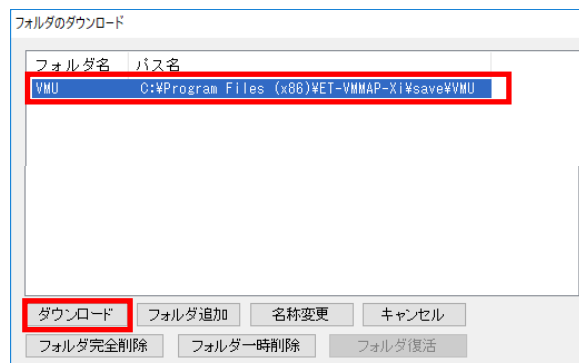 フォルダのダウンロード
フォルダ名 パス名
VMU C:¥Program Files (x86)¥ET-VMMAP-Xi¥save¥VMU
ダウンロード フォルダ追加 名称変更 キャンセル
フォルダ完全削除 フォルダ一時削除 フォルダ復活